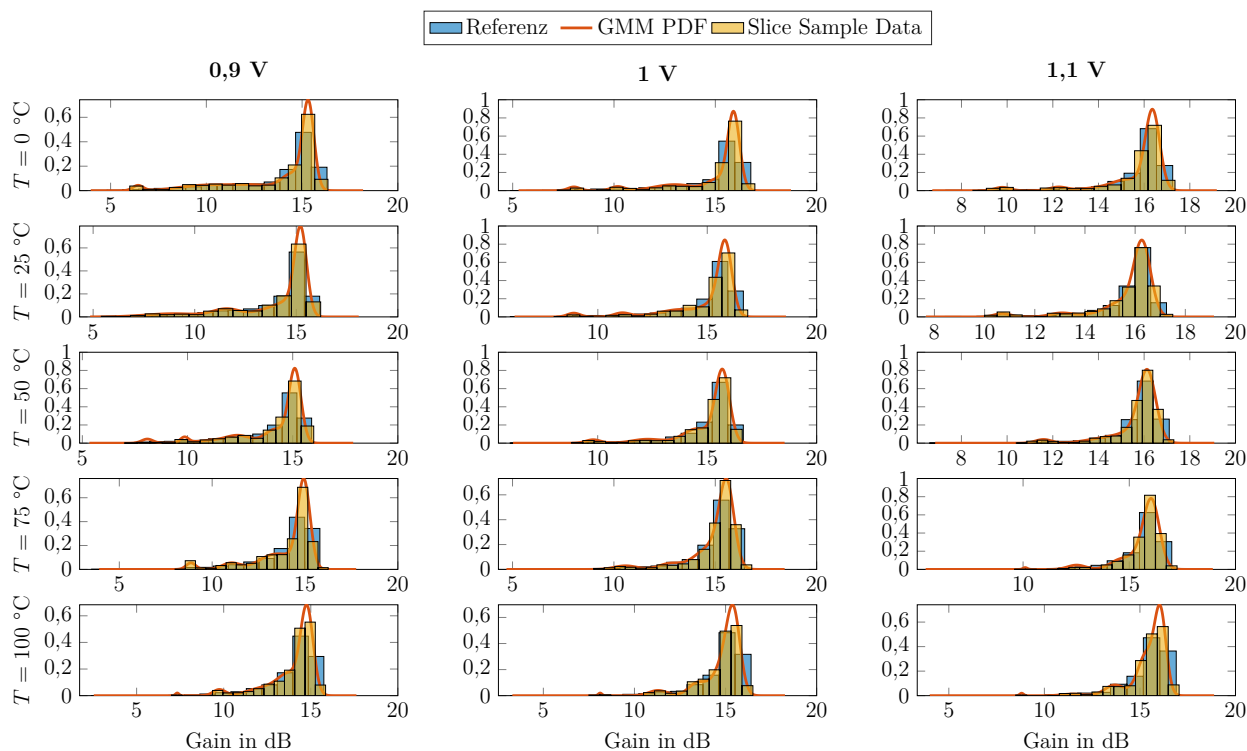 Referenz GMM PDF Slice Sample Data
0,9 V 1 V 1,1 V
T = 0 °C
0 0,2 0,4 0,6
5 10 15 20
0 0,2 0,4 0,6 0,8 1
5 10 15 20
0 0,2 0,4 0,6 0,8 1
8 10 12 14 16 18 20
T = 25 °C
0 0,2 0,4 0,6
5 10 15 20
0 0,2 0,4 0,6 0,8 1
10 15 20
0 0,2 0,4 0,6 0,8 1
8 10 12 14 16 18 20
T = 50 °C
0 0,2 0,4 0,6 0,8 1
5 10 15 20
0 0,2 0,4 0,6 0,8 1
10 15 20
0 0,2 0,4 0,6 0,8 1
6 8 10 12 14 16 18 20
T = 75 °C
0 0,2 0,4 0,6
5 10 15 20
0 0,2 0,4 0,6
5 10 15 20
0 0,2 0,4 0,6 0,8 1
10 15 20
T = 100 °C
0 0,2 0,4 0,6
5 10 15 20
0 0,2 0,4 0,6
5 10 15 20
0 0,2 0,4 0,6
5 10 15 20
Gain in dB Gain in dB Gain in dB